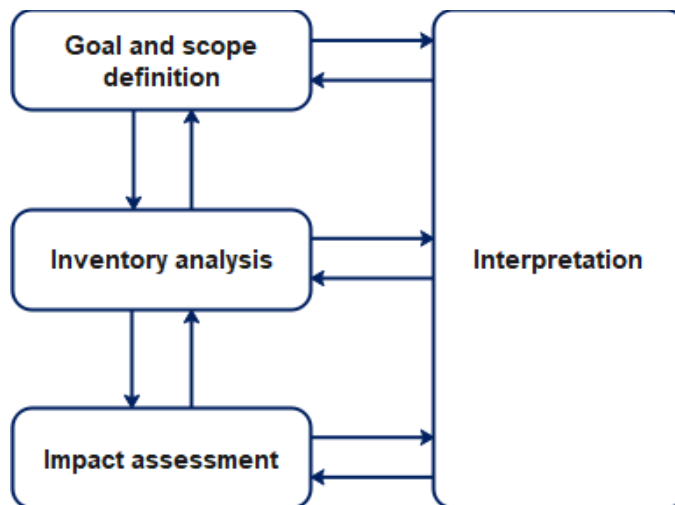 Goal and scope
definition
Inventory analysis
Interpretation
Impact assessment